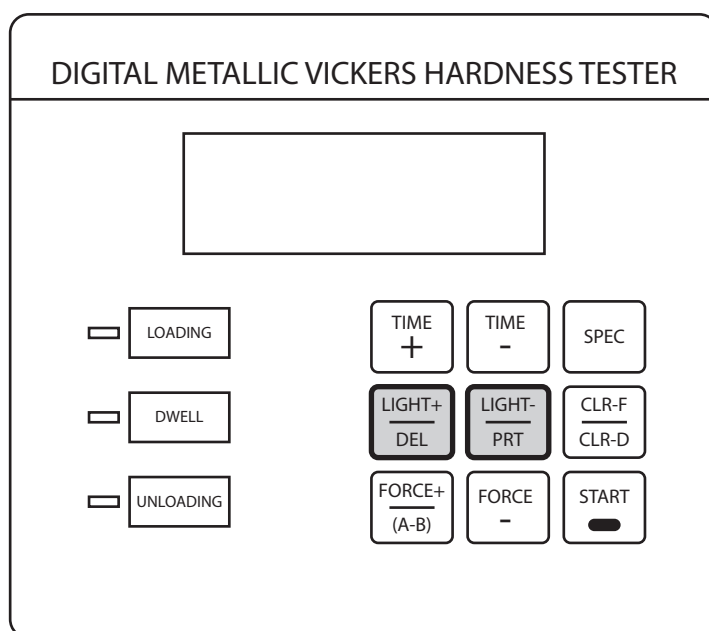 DIGITAL METALLIC VICKERS HARDNESS TESTER
LOADING
DWELL
UNLOADING
TIME
+
TIME
-
SPEC
LIGHT+
DEL
LIGHT-
PRT
CLR-F
CLR-D
FORCE+
(A-B)
FORCE
-
START